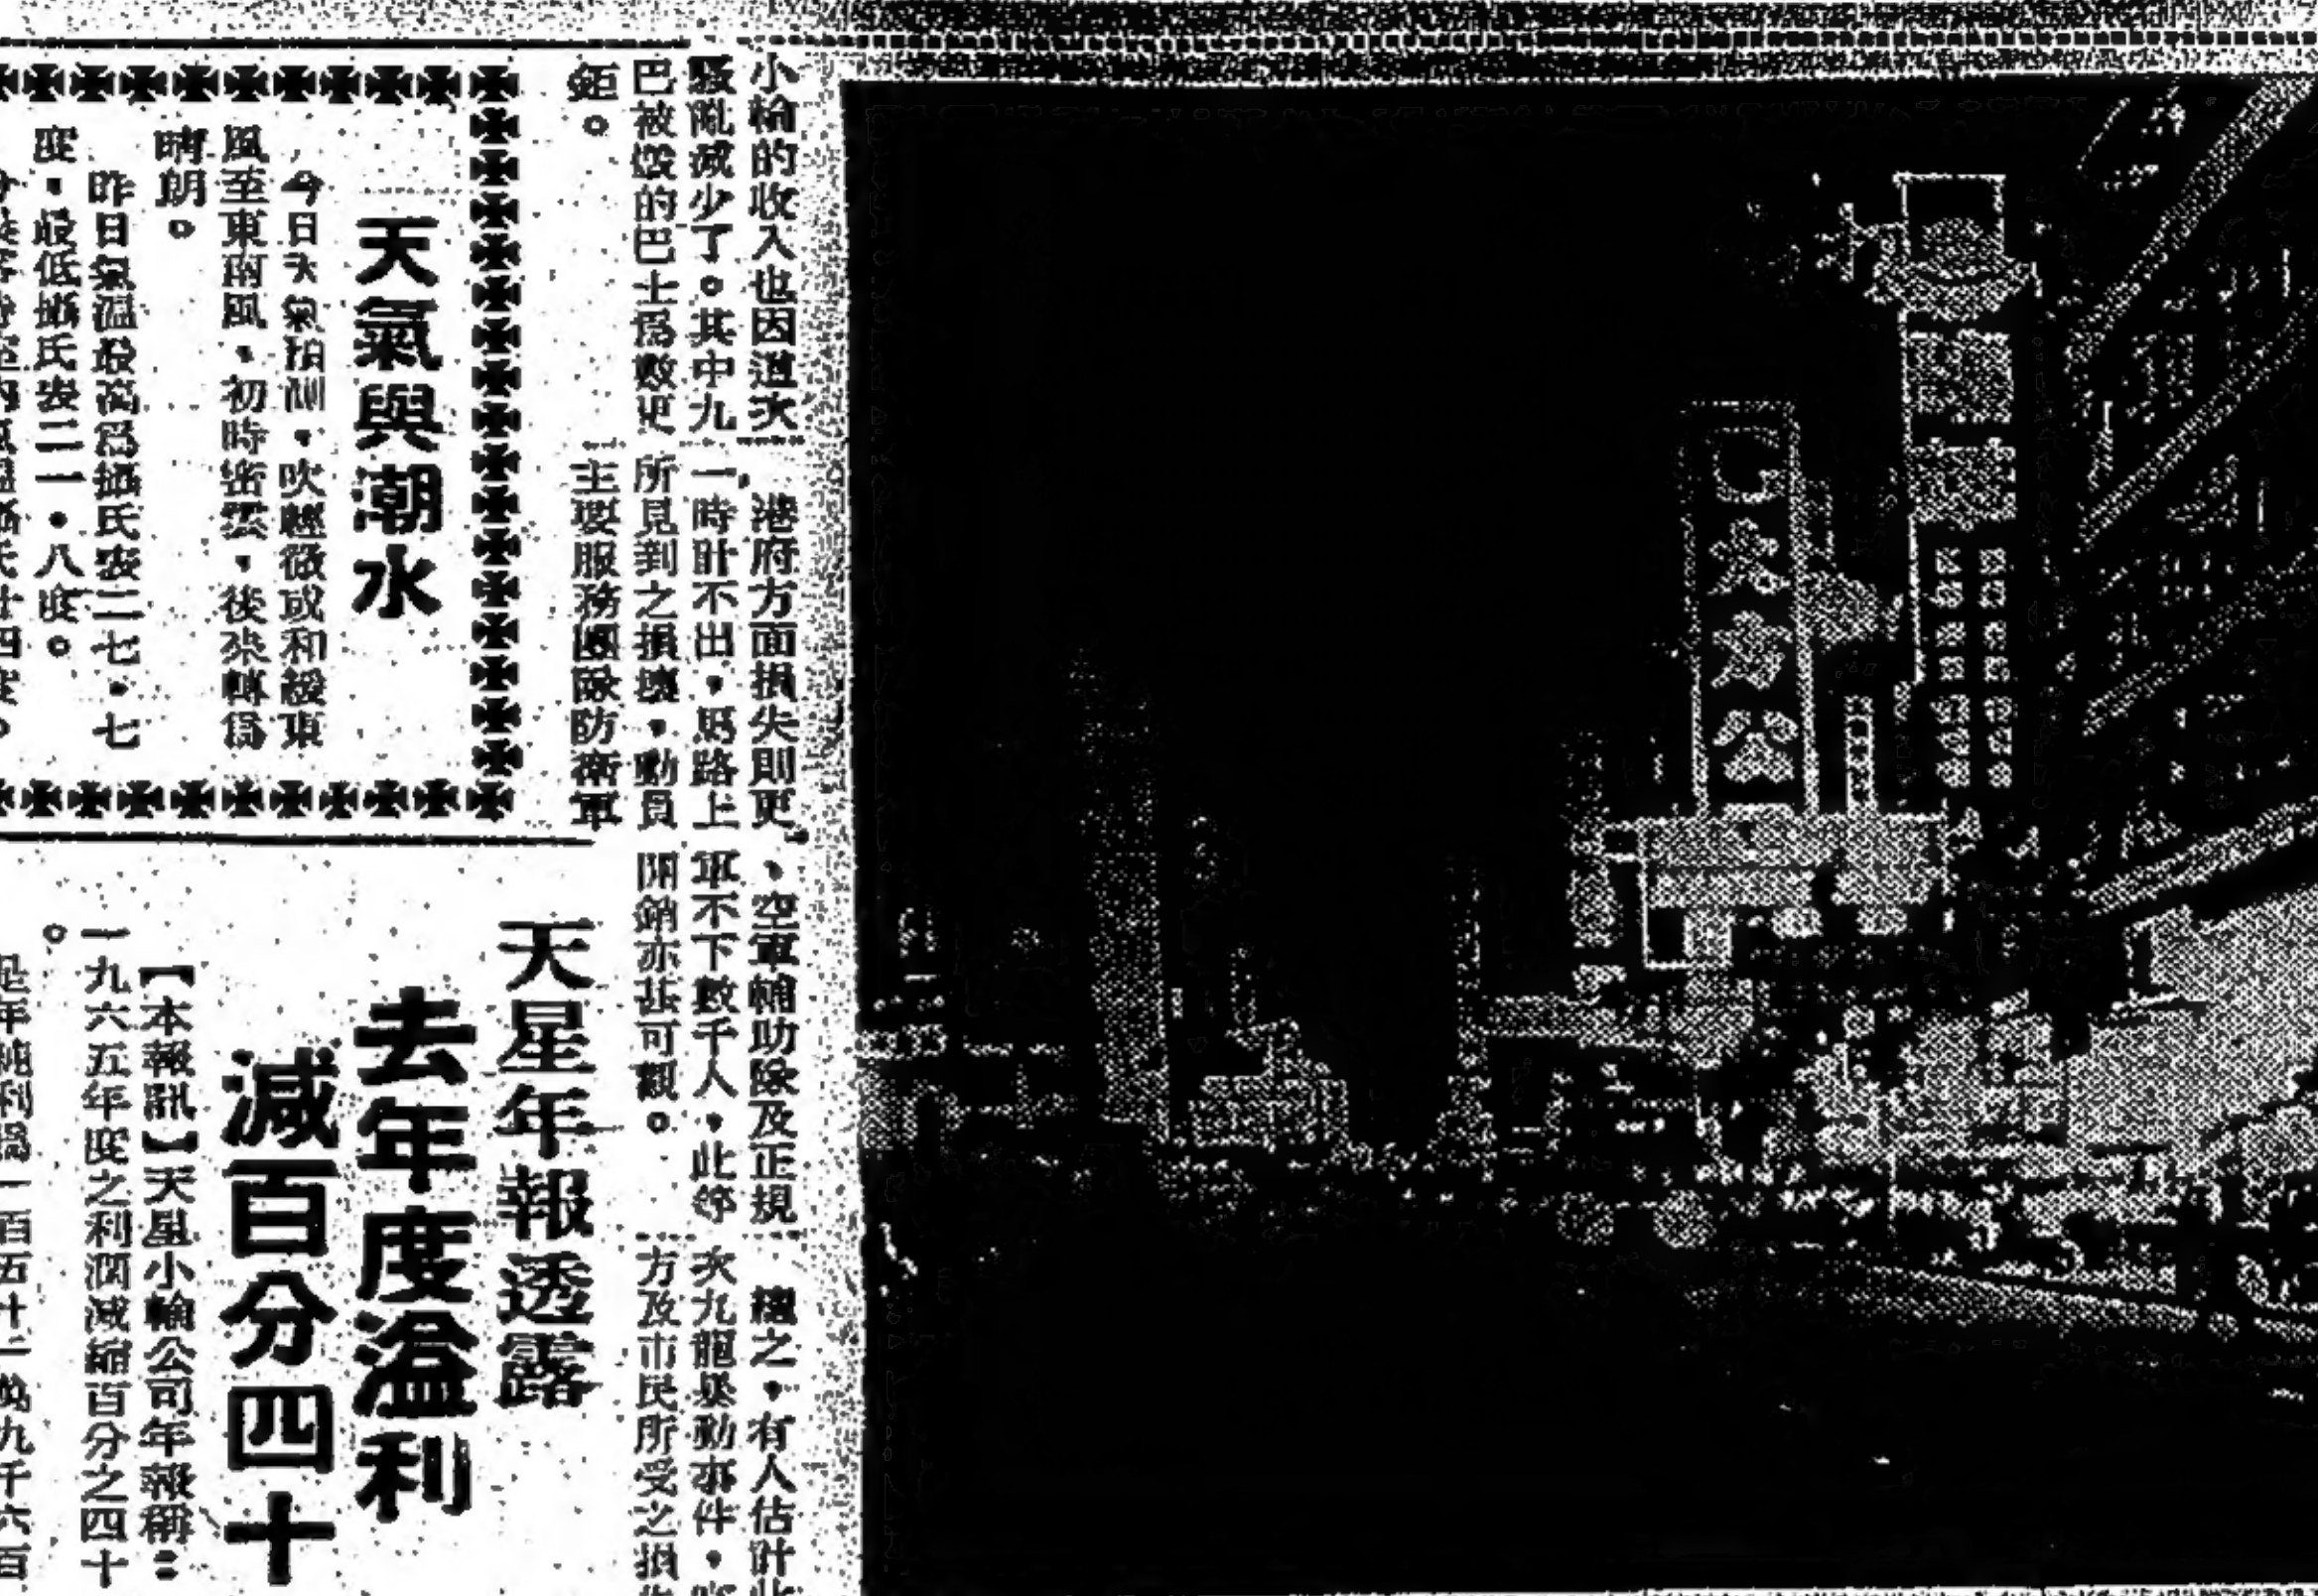 小輪的收入也因這次
騷亂減少了。其中九
巴被燬的巴士爲數更
鉅。
港府方面損失則更
一時計不出，馬路上
所見到之損壞，動員
主要服務團隊防衛軍
、空軍輔助隊及正規
軍不下數千人，此等
開銷亦甚可觀。
總之，有人估計此
次九龍暴動事件，
方及市民所受之損
天氣與潮水
今日天氣預測，吹輕微或和緩東
風至東南風，初時密雲，後來轉爲
晴朗。
昨日氣溫最高爲攝氏表二七·七
度，最低攝氏表二一·八度。
天星年報透露
去年度溢利
減百分四十
【本報訊】天星小輪公司年報稱：
一九六五年度之利潤減縮百分之四十
。
是年純利爲一百五十二萬九千六百